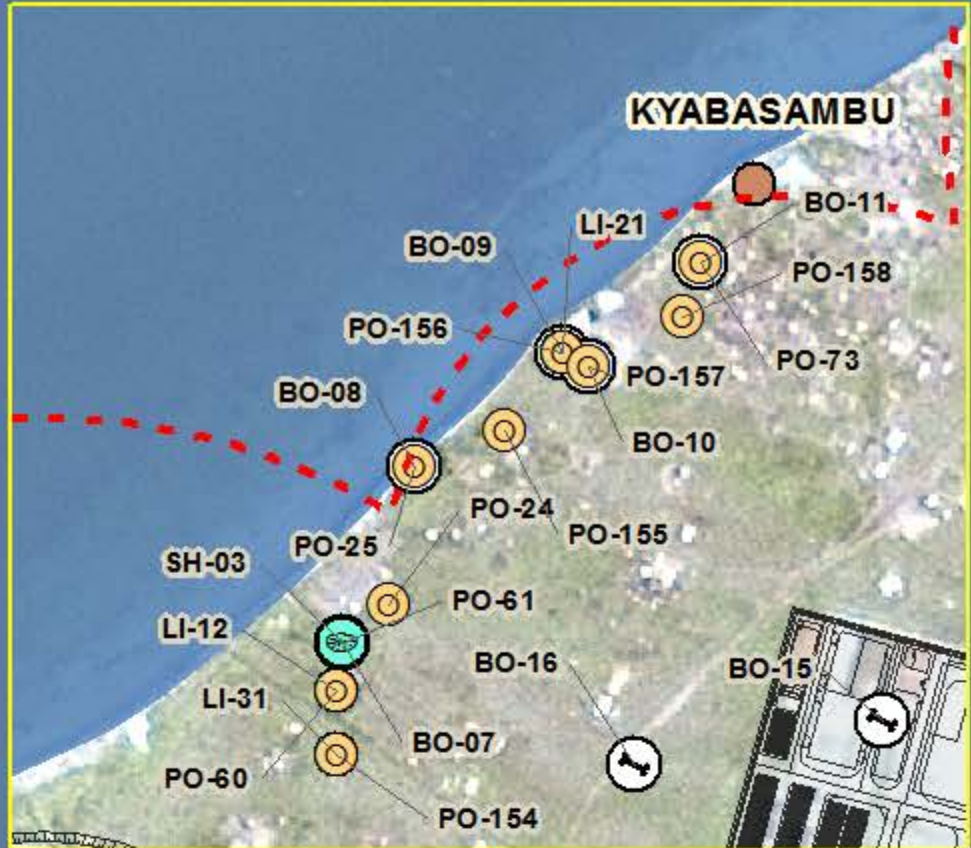 KYABASAMBU
BO-11
LI-21
BO-09
PO-158
PO-156
PO-73
PO-157
BO-08
BO-10
PO-24
PO-155
PO-25
SH-03
PO-61
LI-12
BO-16
BO-15
LI-31
BO-07
PO-60
PO-154